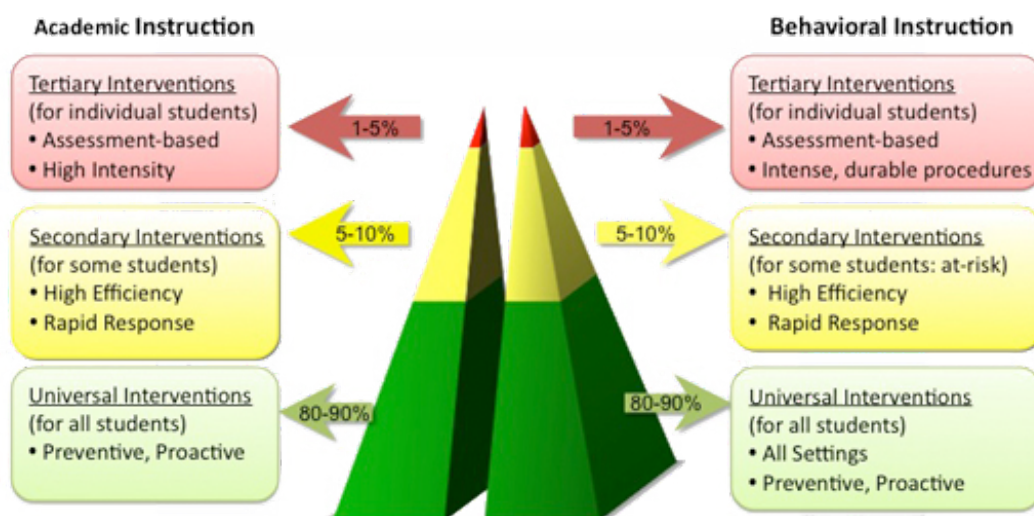 Academic Instruction
Tertiary Interventions
(for individual students)
• Assessment-based
• High Intensity
1-5%
Secondary Interventions
(for some students)
• High Efficiency
• Rapid Response
5-10%
Universal Interventions
(for all students)
• Preventive, Proactive
80-90%
Behavioral Instruction
1-5%
Tertiary Interventions
(for individual students)
• Assessment-based
• Intense, durable procedures
5-10%
Secondary Interventions
(for some students: at-risk)
• High Efficiency
• Rapid Response
80-90%
Universal Interventions
(for all students)
• All Settings
• Preventive, Proactive